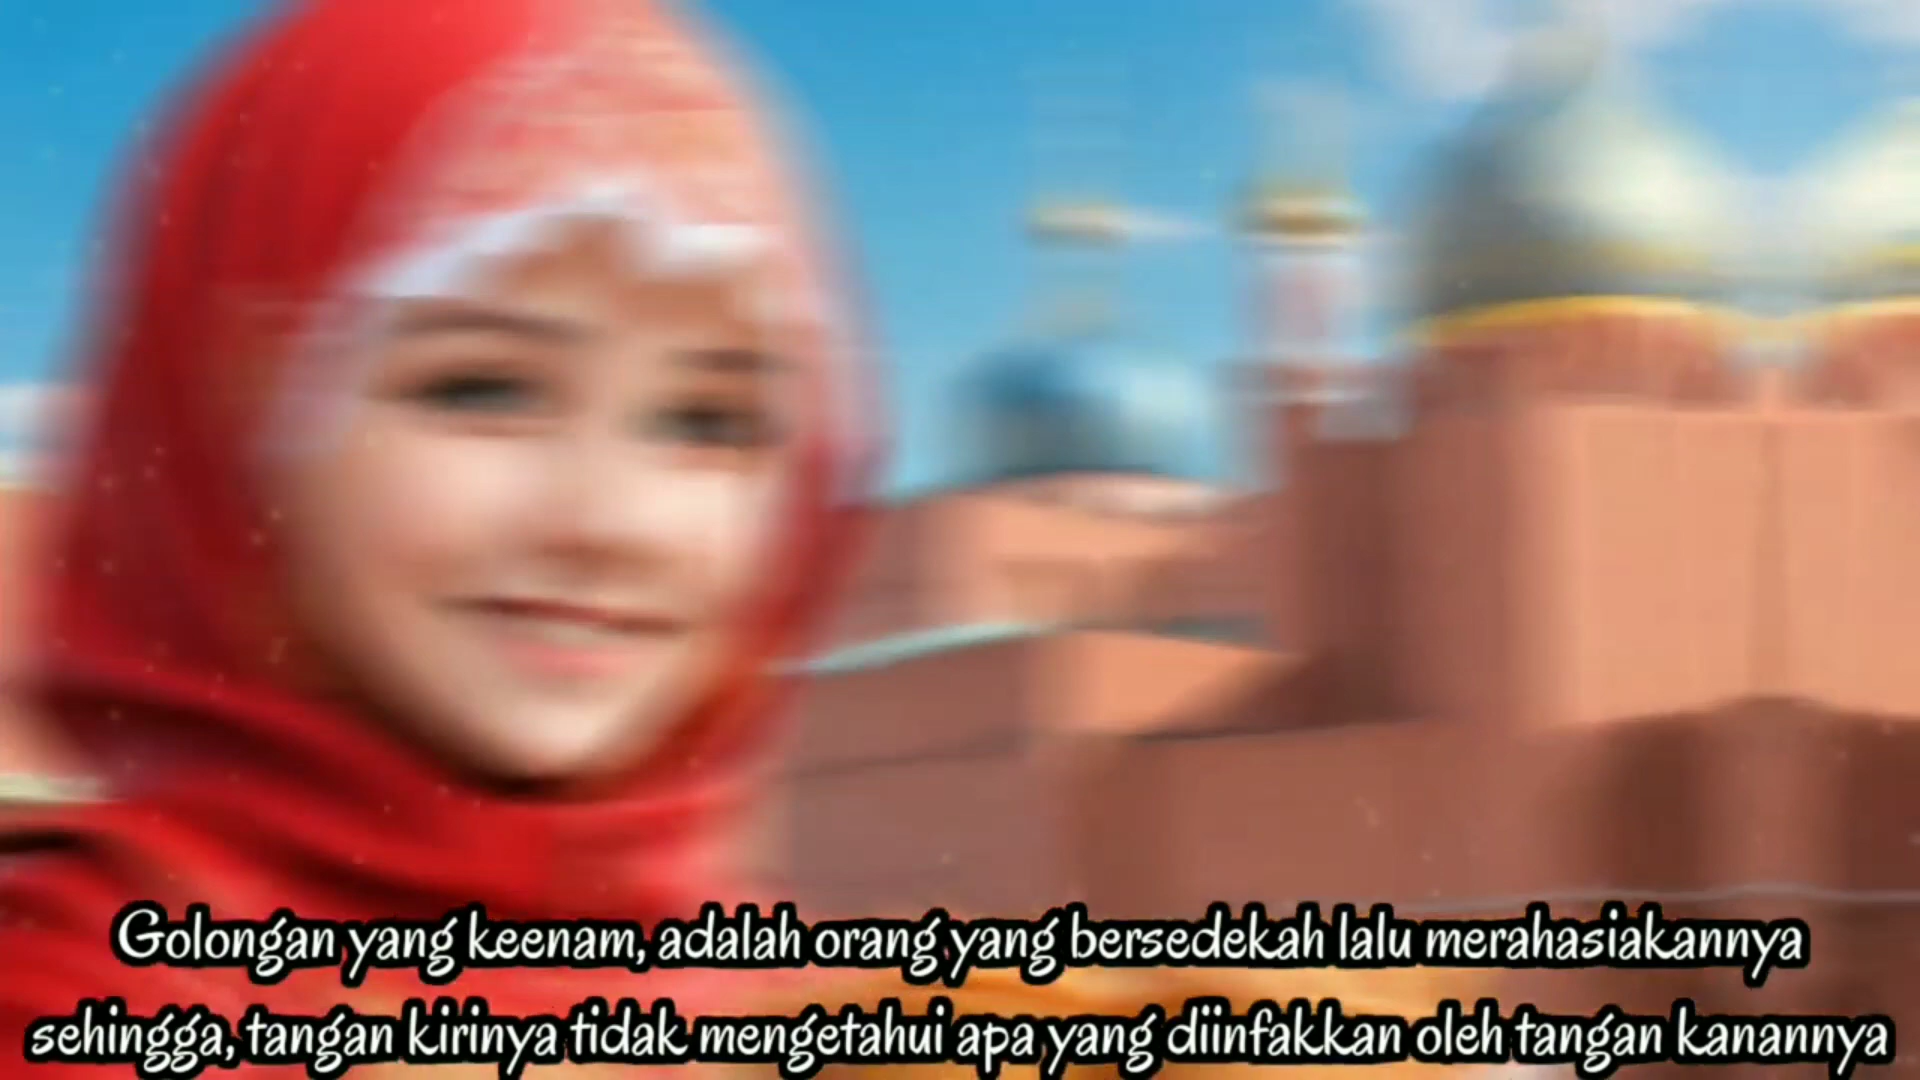 Golongan yang keenam, adalah orang yang bersedekah lalu merahasiakannya
sehingga, tangan kirinya tidak mengetahui apa yang diinfakkan oleh tangan kanannya